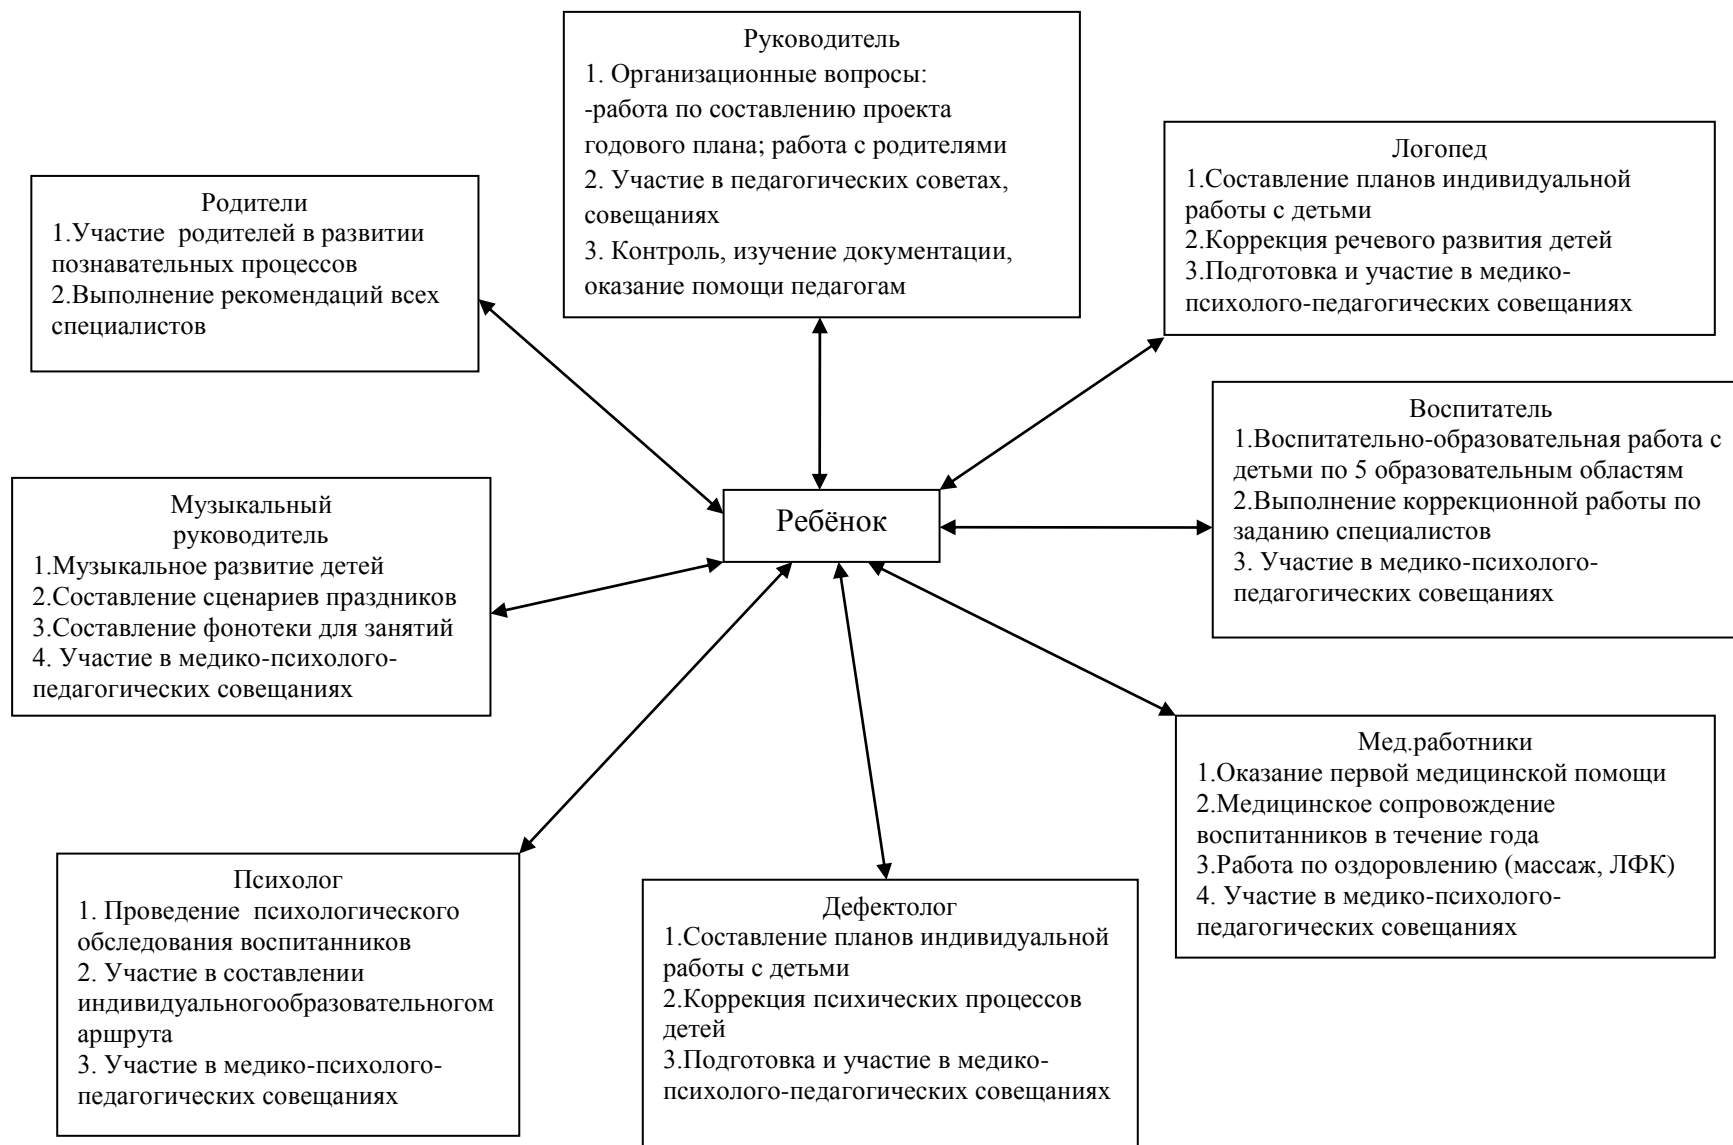 Руководитель
1. Организационные вопросы:
-работа по составлению проекта
годового плана; работа с родителями
2. Участие в педагогических советах,
совещаниях
3. Контроль, изучение документации,
оказание помощи педагогам
Логопед
1.Составление планов индивидуальной
работы с детьми
2.Коррекция речевого развития детей
3.Подготовка и участие в медико-
психолого-педагогических совещаниях
Родители
1.Участие родителей в развитии
познавательных процессов
2.Выполнение рекомендаций всех
специалистов
Воспитатель
1.Воспитательно-образовательная работа с
детьми по 5 образовательным областям
2.Выполнение коррекционной работы по
заданию специалистов
3. Участие в медико-психолого-
педагогических совещаниях
Музыкальный
руководитель
1.Музыкальное развитие детей
2.Составление сценариев праздников
3.Составление фонотеки для занятий
4. Участие в медико-психолого-
педагогических совещаниях
Ребёнок
Мед.работники
1.Оказание первой медицинской помощи
2.Медицинское сопровождение
воспитанников в течение года
3.Работа по оздоровлению (массаж, ЛФК)
4. Участие в медико-психолого-
педагогических совещаниях
Психолог
1. Проведение психологического
обследования воспитанников
2. Участие в составлении
индивидуальногообразовательногом
аршрута
3. Участие в медико-психолого-
педагогических совещаниях
Дефектолог
1.Составление планов индивидуальной
работы с детьми
2.Коррекция психических процессов
детей
3.Подготовка и участие в медико-
психолого-педагогических совещаниях